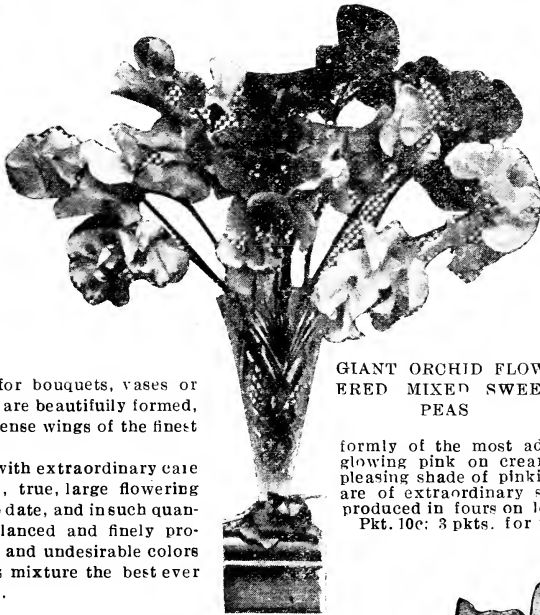 for bouquets, vases or
are beautifully formed,
ense wings of the finest
with extraordinary care
, true, large flowering
date, and in such quan-
lanced and finely pro-
and undesirable colors
s mixture the best ever
.
GIANT ORCHID FLOW
ERED MIXED SWEE
PEAS
formly of the most ad
glowing pink on crea
pleasing shade of pinki
are of extraordinary s
produced in fours on l
Pkt. 10c; 3 pkts. for